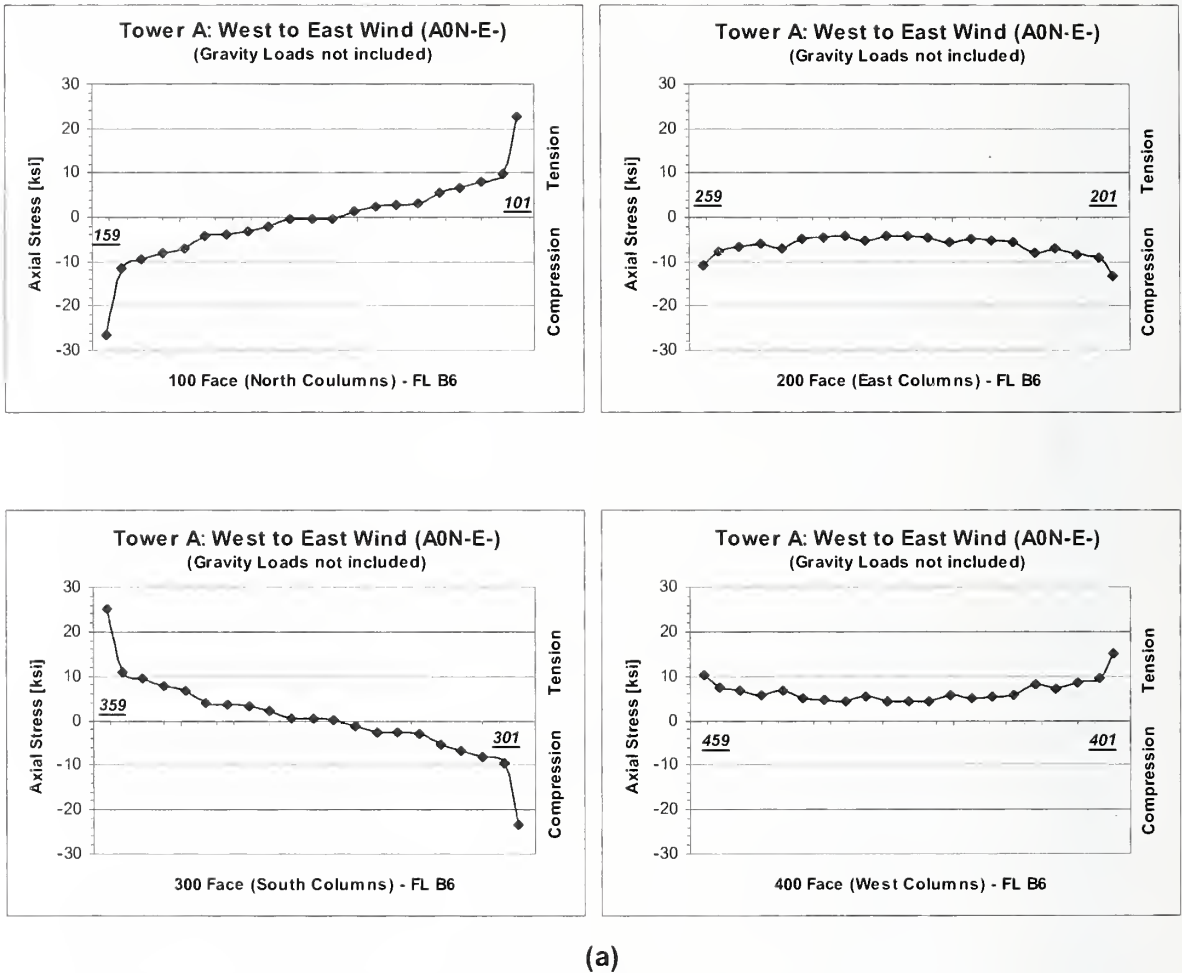 Tower A: West to East Wind (A0N-E-)
(Gravity Loads not included)
Axial Stress [ksi]
30
20
10
0
-10
-20
-30
159
101
Tension
Compression
100 Face (North Coulumns) - FL B6
Tower A: West to East Wind (A0N-E-)
(Gravity Loads not included)
Axial Stress [ksi]
30
20
10
0
-10
-20
-30
259
201
Tension
Compression
200 Face (East Columns) - FL B6
Tower A: West to East Wind (A0N-E-)
(Gravity Loads not included)
Axial Stress [ksi]
30
20
10
0
-10
-20
-30
359
301
Tension
Compression
300 Face (South Columns) - FL B6
Tower A: West to East Wind (A0N-E-)
(Gravity Loads not included)
Axial Stress [ksi]
30
20
10
0
-10
-20
-30
459
401
Tension
Compression
400 Face (West Columns) - FL B6
(a)